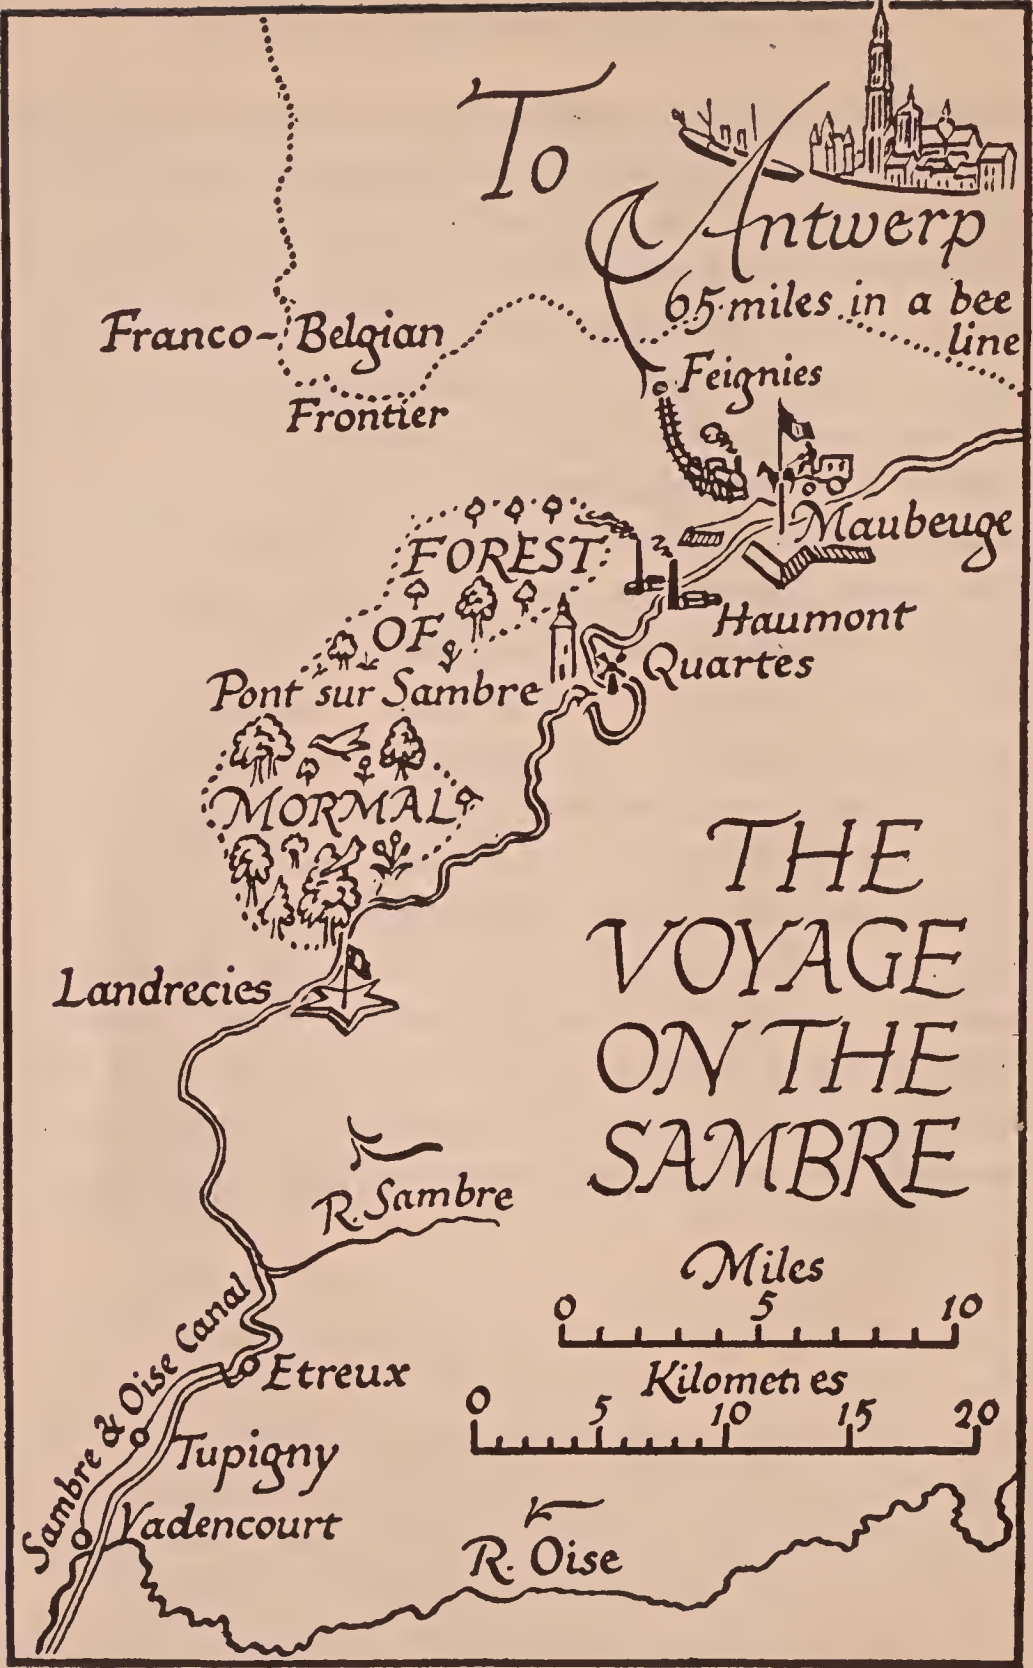 To
Antwerp
65 miles in a bee
line
Franco-Belgian
Frontier
Feignies
Maubeuge
FOREST
OF
Haumont
Quartes
Pont sur Sambre
MORMAL
THE
VOYAGE
ON THE
SAMBRE
Landrecies
R. Sambre
Miles
0 5 10
Kilometres
0 5 10 15 20
Sambre & Oise Canal
Etreux
Tupigny
Vadencourt
R. Oise